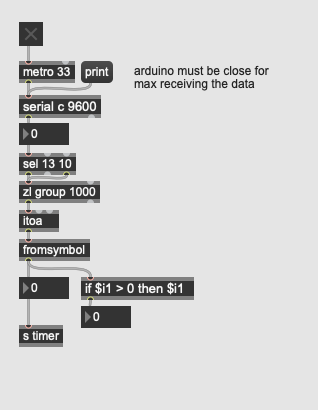 metro 33
print
arduino must be close for
max receiving the data
serial c 9600
0
sel 13 10
zl group 1000
itoa
fromsymbol
0
if $i1 > 0 then $i1
0
s timer